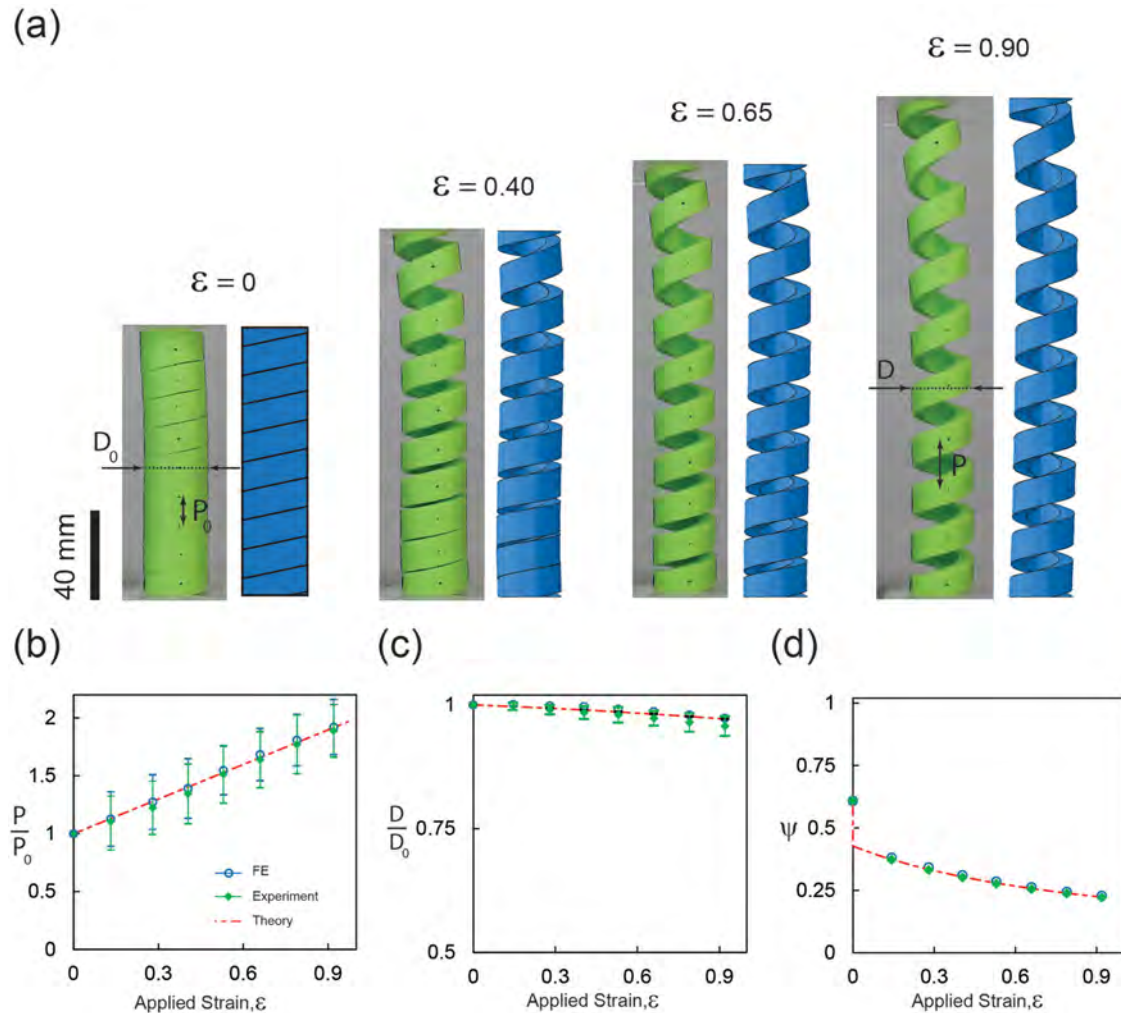 (a)
ε = 0.90
ε = 0.65
ε = 0.40
ε = 0
D
D₀
P
P₀
40 mm
(b)
(c)
(d)
2
1.5
1
0.5
0
P/P₀
FE
Experiment
Theory
0 0.3 0.6 0.9
Applied Strain,ε
1
0.75
0.5
D/D₀
0 0.3 0.6 0.9
Applied Strain,ε
1
0.75
0.5
0.25
0
ψ
0 0.3 0.6 0.9
Applied Strain,ε